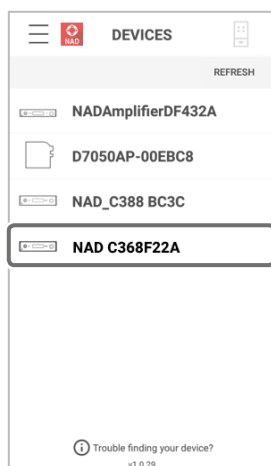 NAD
DEVICES
REFRESH
NADAmplifierDF432A
D7050AP-00EBC8
NAD_C388 BC3C
NAD C368F22A
Trouble finding your device?
v1.0.29